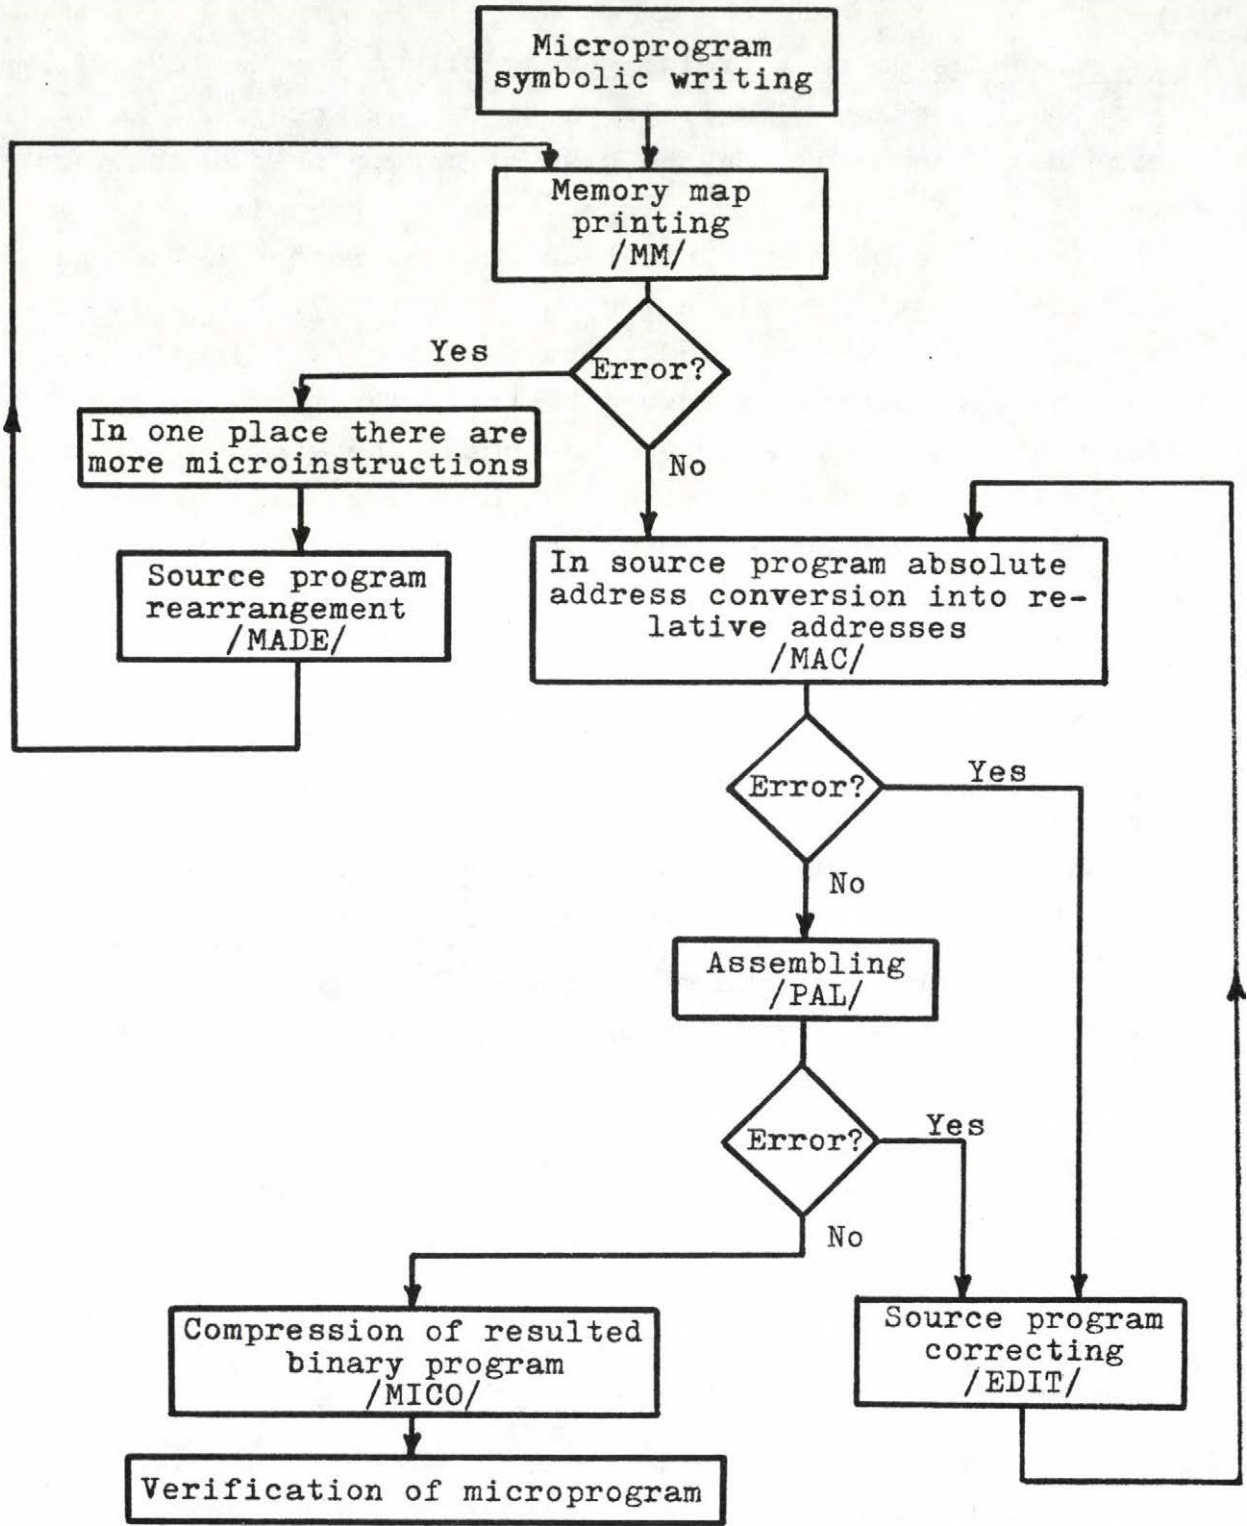 Microprogram
symbolic writing
Memory map
printing
/MM/
Error?
Yes
No
In one place there are
more microinstructions
Source program
rearrangement
/MADE/
In source program absolute
address conversion into re-
lative addresses
/MAC/
Error?
Yes
No
Assembling
/PAL/
Error?
Yes
No
Compression of resulted
binary program
/MICO/
Source program
correcting
/EDIT/
Verification of microprogram